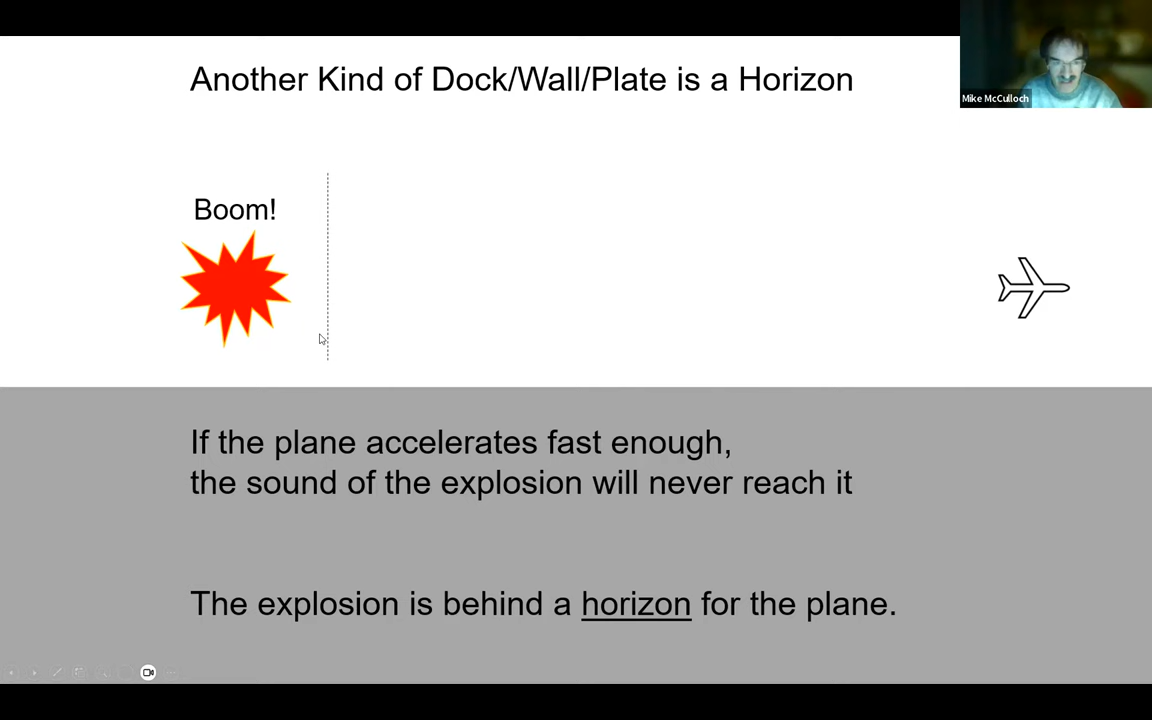 Another Kind of Dock/Wall/Plate is a Horizon
Mike McCulloch
Boom!
If the plane accelerates fast enough,
the sound of the explosion will never reach it
The explosion is behind a horizon for the plane.